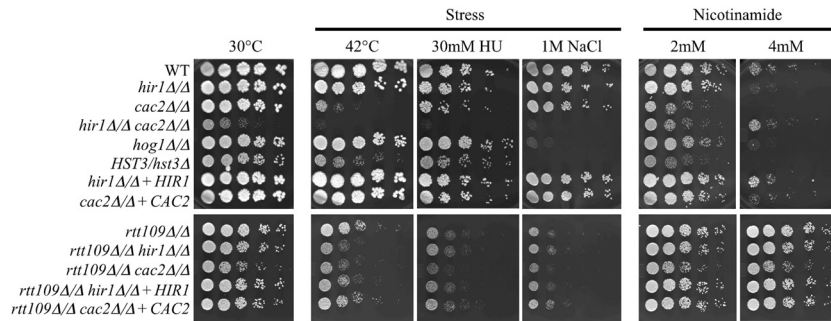 Stress Nicotinamide
30°C 42°C 30mM HU 1M NaCl 2mM 4mM
WT
hir1Δ/Δ
cac2Δ/Δ
hir1Δ/Δ cac2Δ/Δ
hog1Δ/Δ
HST3/hst3Δ
hir1Δ/Δ + HIR1
cac2Δ/Δ + CAC2
rtt109Δ/Δ
rtt109Δ/Δ hir1Δ/Δ
rtt109Δ/Δ cac2Δ/Δ
rtt109Δ/Δ hir1Δ/Δ + HIR1
rtt109Δ/Δ cac2Δ/Δ + CAC2